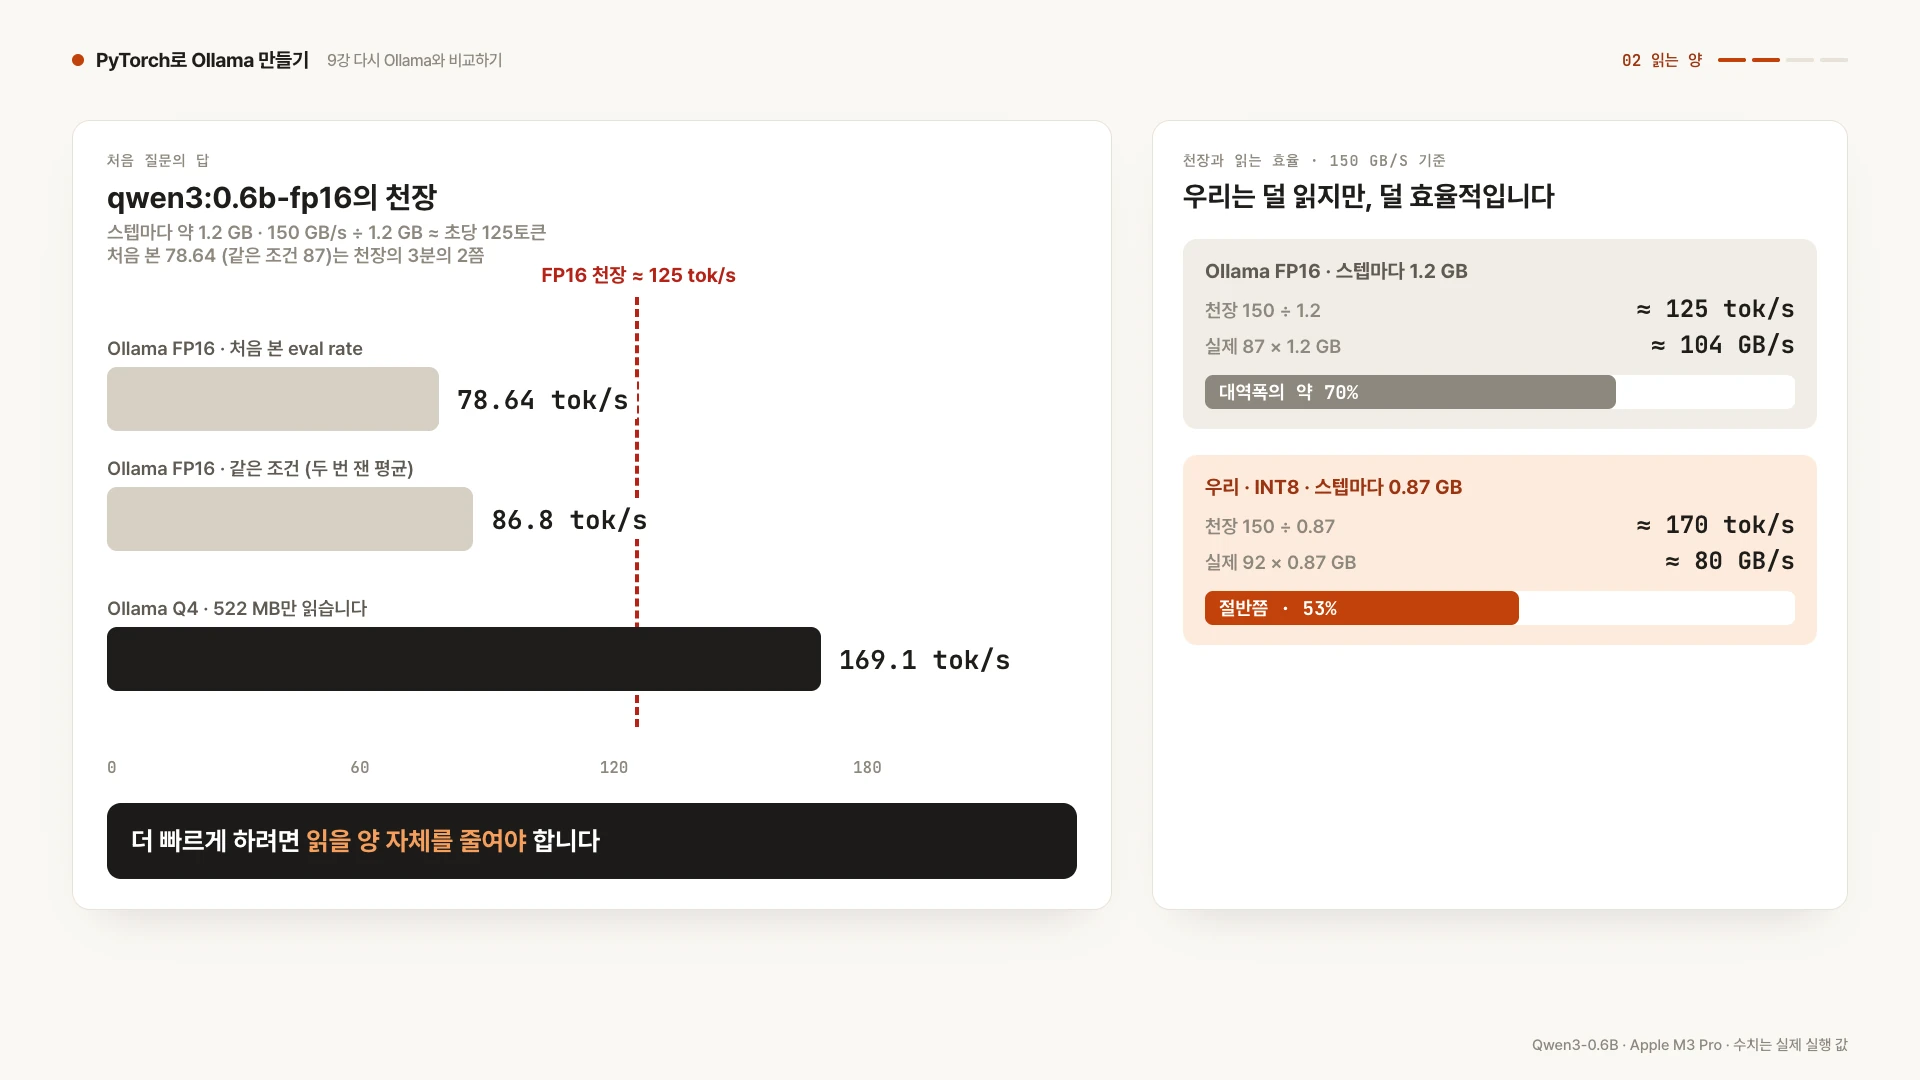 PyTorch로 Ollama 만들기 9강 다시 Ollama와 비교하기
02 읽는 양
처음 질문의 답
qwen3:0.6b-fp16의 천장
스텝마다 약 1.2 GB · 150 GB/s ÷ 1.2 GB ≈ 초당 125토큰
처음 본 78.64 (같은 조건 87)는 천장의 3분의 2쯤
FP16 천장 ≈ 125 tok/s
Ollama FP16 · 처음 본 eval rate
78.64 tok/s
Ollama FP16 · 같은 조건 (두 번 잰 평균)
86.8 tok/s
Ollama Q4 · 522 MB만 읽습니다
169.1 tok/s
0 60 120 180
더 빠르게 하려면 읽을 양 자체를 줄여야 합니다
천장과 읽는 효율 · 150 GB/S 기준
우리는 덜 읽지만, 덜 효율적입니다
Ollama FP16 · 스텝마다 1.2 GB
천장 150 ÷ 1.2 ≈ 125 tok/s
실제 87 × 1.2 GB ≈ 104 GB/s
대역폭의 약 70%
우리 · INT8 · 스텝마다 0.87 GB
천장 150 ÷ 0.87 ≈ 170 tok/s
실제 92 × 0.87 GB ≈ 80 GB/s
절반쯤 · 53%
Qwen3-0.6B · Apple M3 Pro · 수치는 실제 실행 값